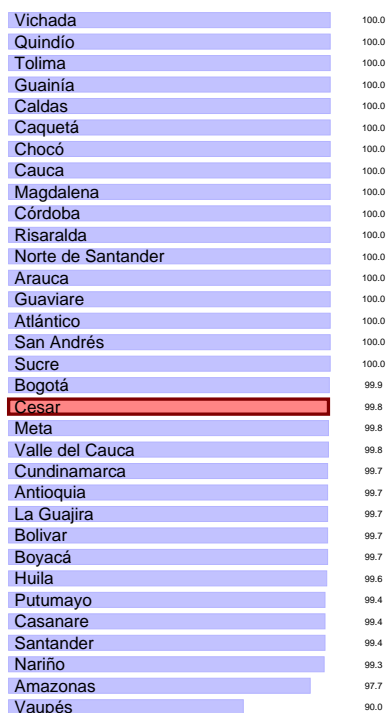 Vichada 100.0
Quindío 100.0
Tolima 100.0
Guainía 100.0
Caldas 100.0
Caquetá 100.0
Chocó 100.0
Cauca 100.0
Magdalena 100.0
Córdoba 100.0
Risaralda 100.0
Norte de Santander 100.0
Arauca 100.0
Guaviare 100.0
Atlántico 100.0
San Andrés 100.0
Sucre 100.0
Bogotá 99.9
Cesar 99.8
Meta 99.8
Valle del Cauca 99.8
Cundinamarca 99.7
Antioquia 99.7
La Guajira 99.7
Bolivar 99.7
Boyacá 99.7
Huila 99.6
Putumayo 99.4
Casanare 99.4
Santander 99.4
Nariño 99.3
Amazonas 97.7
Vaupés 90.0